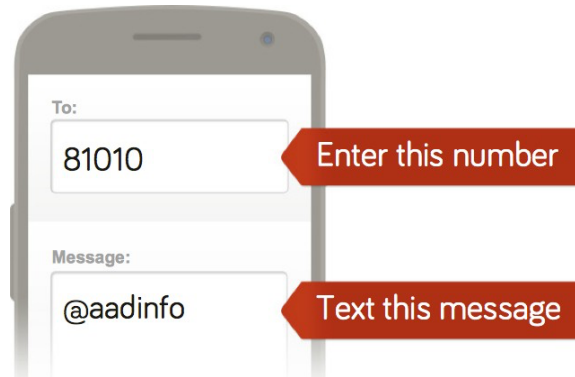 To:
81010
Enter this number
Message:
@aadinfo
Text this message